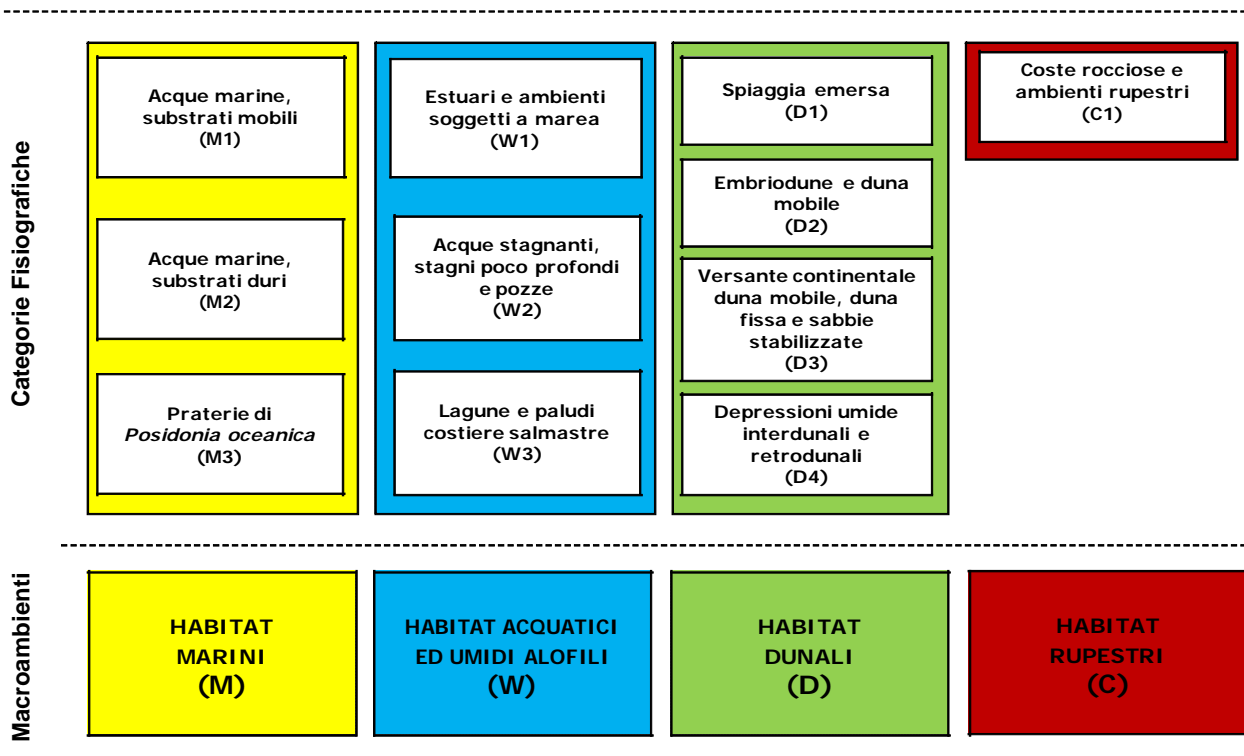 Categorie Fisiografiche
Acque marine,
substrati mobili
(M1)
Acque marine,
substrati duri
(M2)
Praterie di
Posidonia oceanica
(M3)
Estuari e ambienti
soggetti a marea
(W1)
Acque stagnanti,
stagni poco profondi
e pozze
(W2)
Lagune e paludi
costiere salmastre
(W3)
Spiaggia emersa
(D1)
Embriodune e duna
mobile
(D2)
Versante continentale
duna mobile, duna
fissa e sabbie
stabilizzate
(D3)
Depressioni umide
interdunali e
retrodunali
(D4)
Coste rocciose e
ambienti rupestri
(C1)
Macroambienti
HABITAT
MARINI
(M)
HABITAT ACQUATICI
ED UMIDI ALOFILI
(W)
HABITAT
DUNALI
(D)
HABITAT
RUPESTRI
(C)